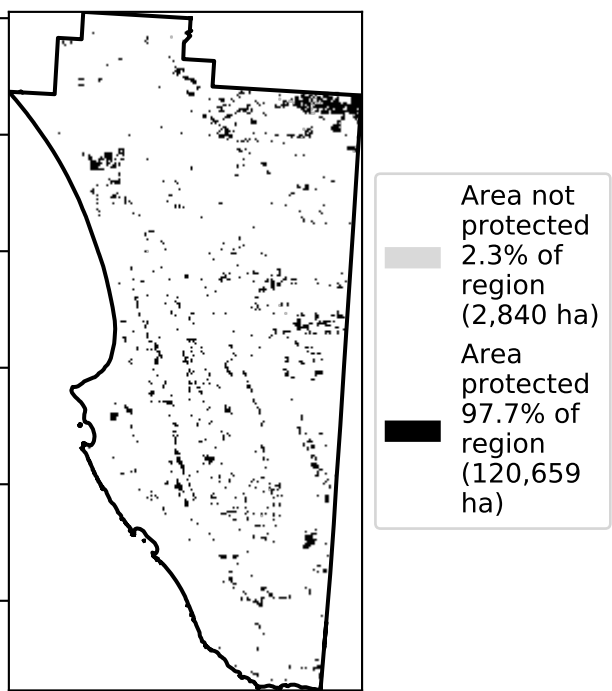 Area not
protected
2.3% of
region
(2,840 ha)
Area
protected
97.7% of
region
(120,659
ha)